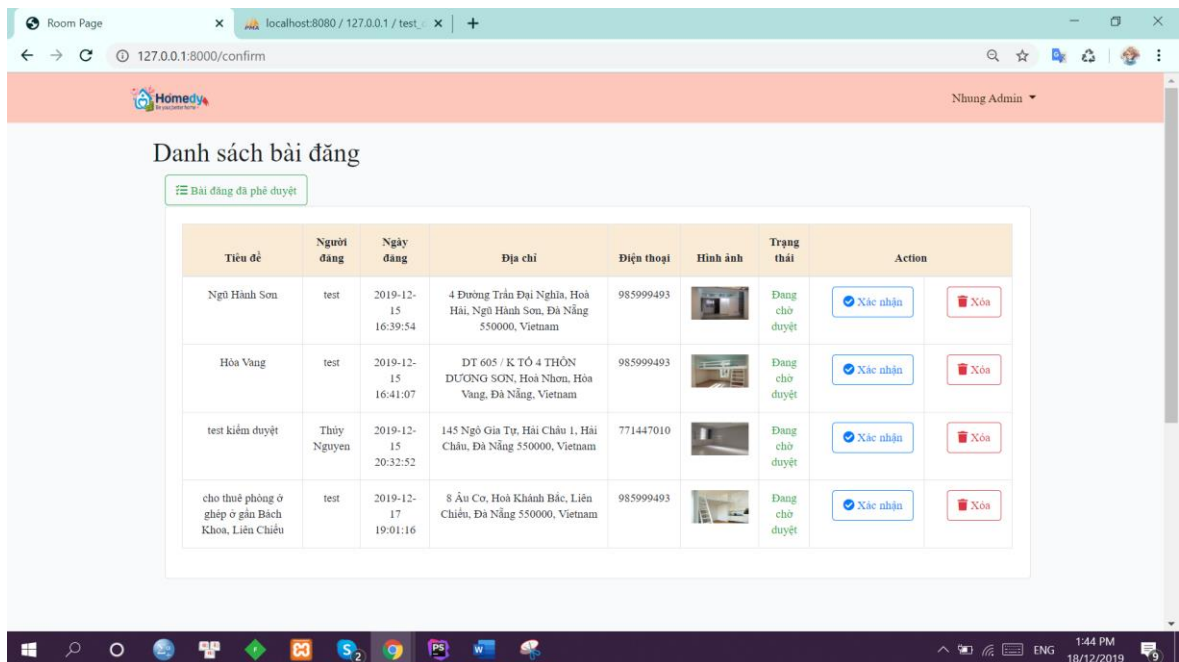 Room Page
localhost:8080 / 127.0.0.1 / test_
127.0.0.1:8000/confirm
Homedy
Nhung Admin
Danh sách bài đăng
Bài đăng đã phê duyệt
Tiêu đề Người đăng Ngày đăng Địa chỉ Điện thoại Hình ảnh Trạng thái Action
Ngũ Hành Sơn test 2019-12-15 16:39:54 4 Đường Trần Đại Nghĩa, Hoà Hải, Ngũ Hành Sơn, Đà Nẵng 550000, Vietnam 985999493 Đang chờ duyệt Xác nhận Xóa
Hòa Vang test 2019-12-15 16:41:07 DT 605 / K TỔ 4 THÔN DƯƠNG SƠN, Hoà Nhơn, Hòa Vang, Đà Nẵng, Vietnam 985999493 Đang chờ duyệt Xác nhận Xóa
test kiểm duyệt Thúy Nguyen 2019-12-15 20:32:52 145 Ngô Gia Tự, Hải Châu 1, Hải Châu, Đà Nẵng 550000, Vietnam 771447010 Đang chờ duyệt Xác nhận Xóa
cho thuê phòng ở ghép ở gần Bách Khoa, Liên Chiểu test 2019-12-17 19:01:16 8 Âu Cơ, Hoà Khánh Bắc, Liên Chiểu, Đà Nẵng 550000, Vietnam 985999493 Đang chờ duyệt Xác nhận Xóa
ENG
1:44 PM
18/12/2019